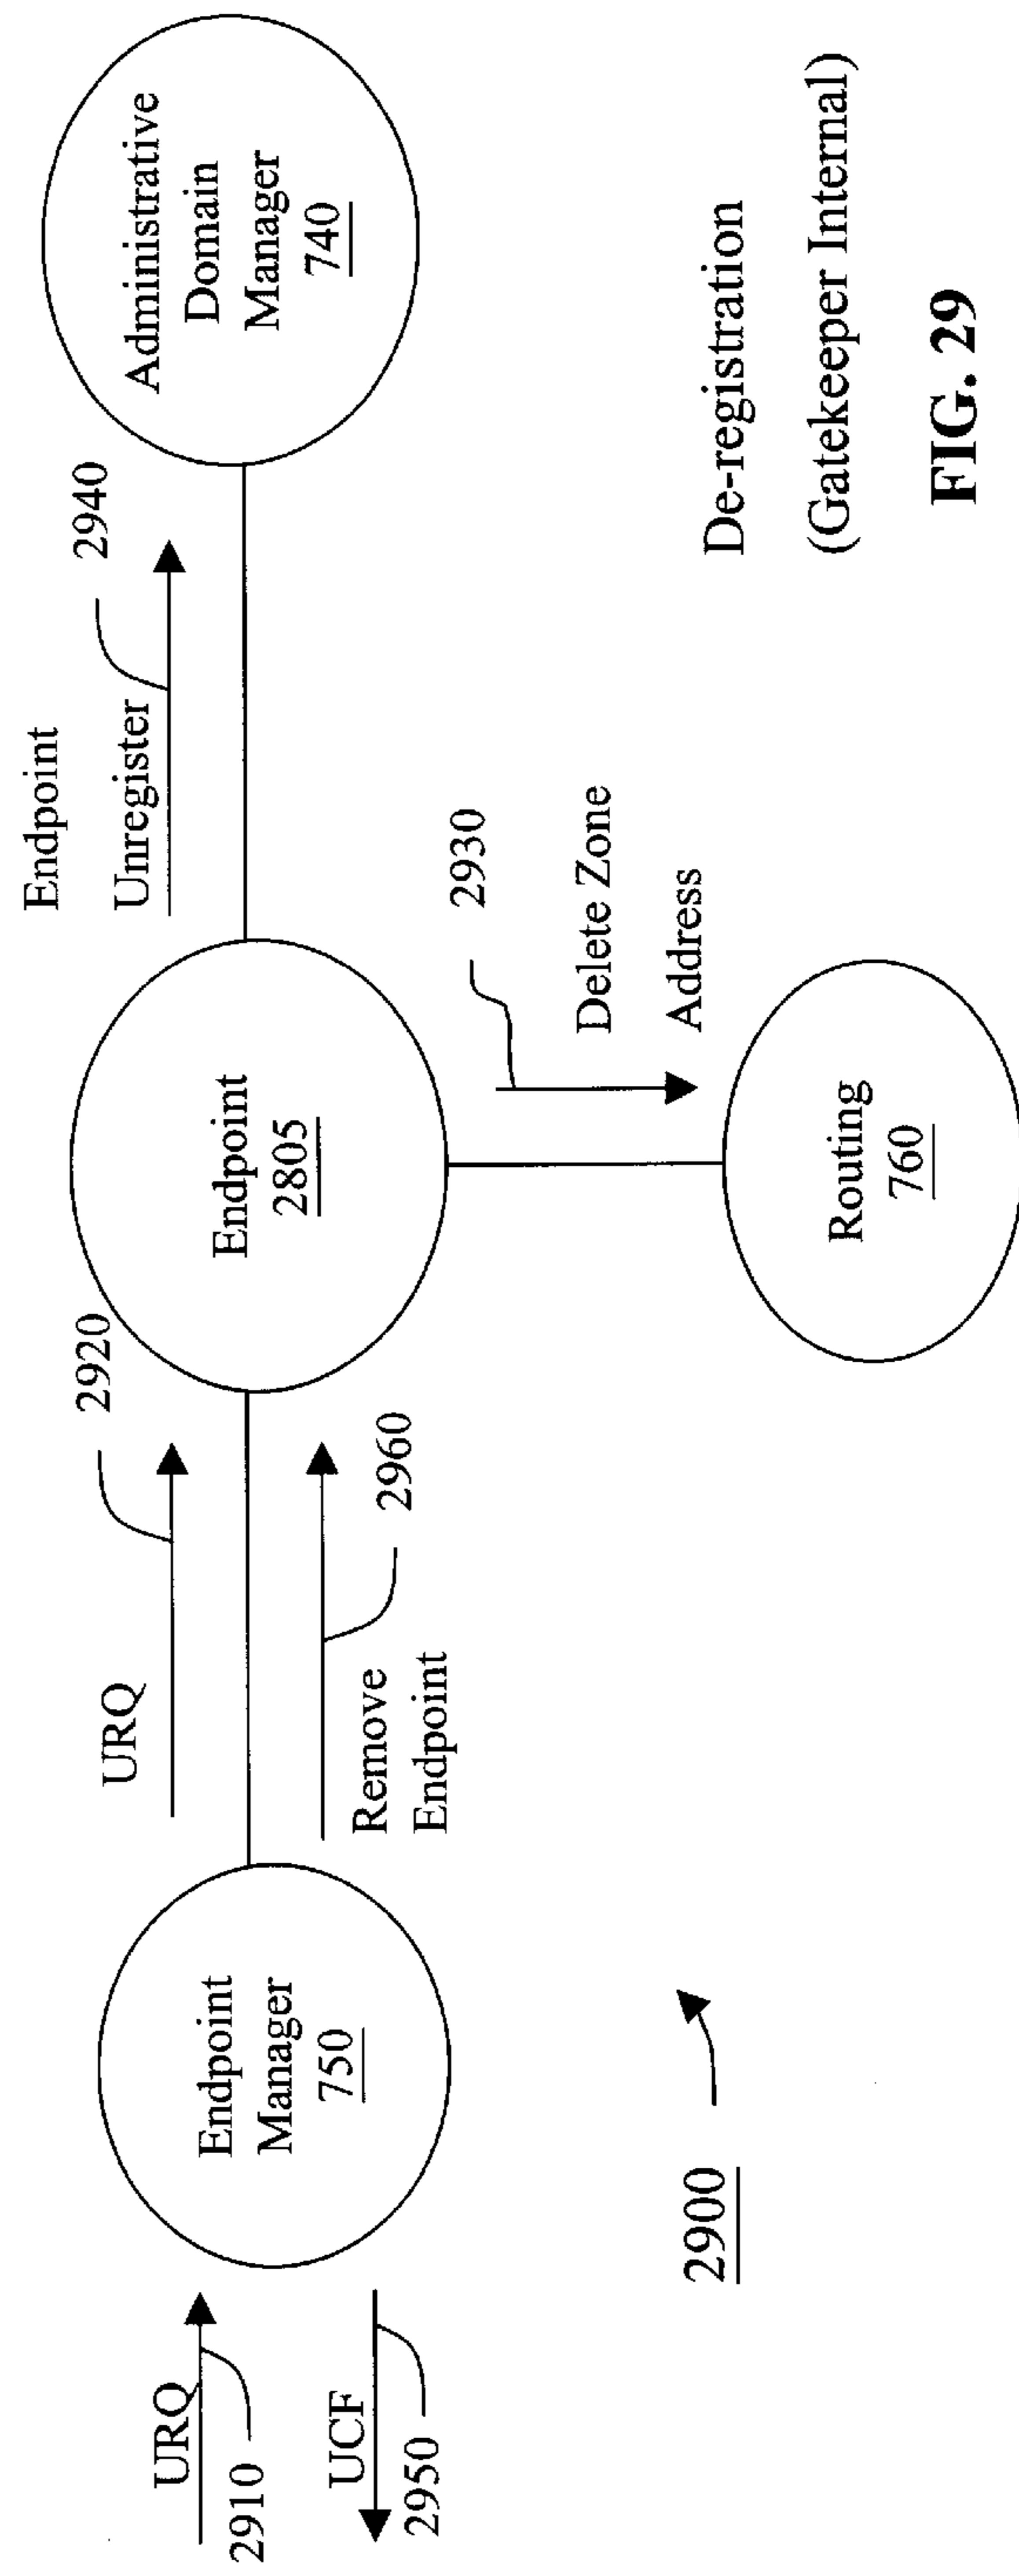 URQ
2910
UCF
2950
Endpoint
Manager
750
URQ
2920
Remove
Endpoint
2960
Endpoint
2805
Endpoint
Unregister
2940
Administrative
Domain
Manager
740
2930
Delete Zone
Address
Routing
760
2900
De-registration
(Gatekeeper Internal)
FIG. 29